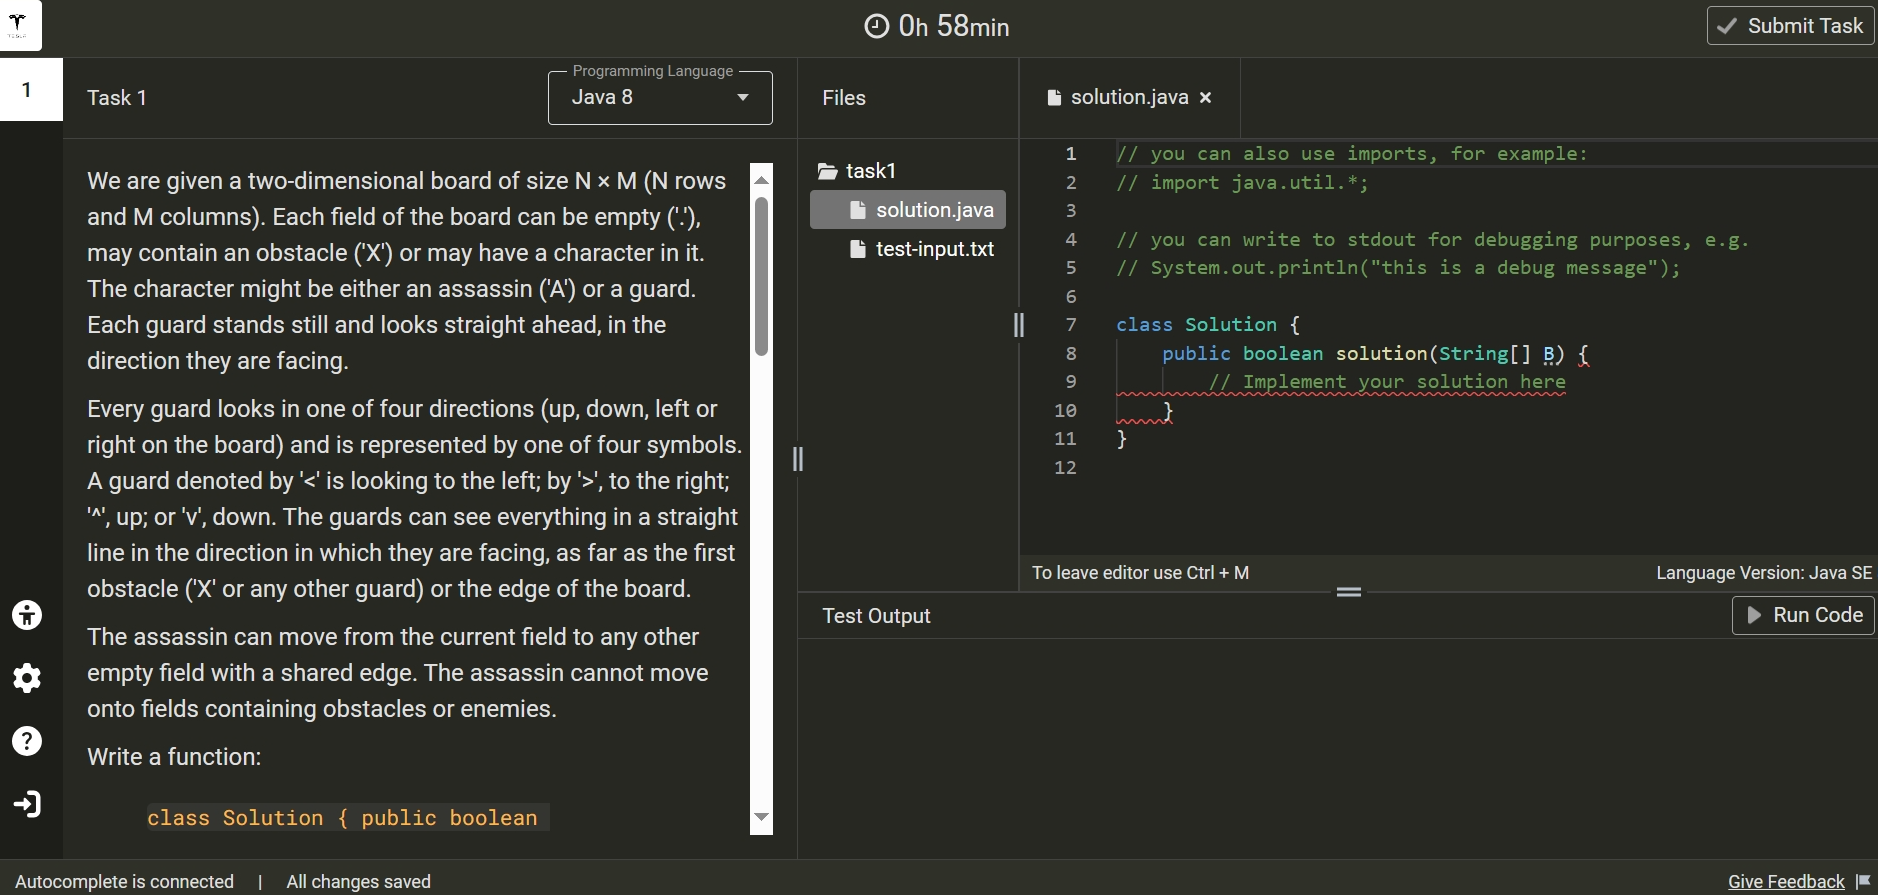 0h 58min
Submit Task
1
Task 1
Programming Language
Java 8
We are given a two-dimensional board of size N × M (N rows
and M columns). Each field of the board can be empty ('.'),
may contain an obstacle ('X') or may have a character in it.
The character might be either an assassin ('A') or a guard.
Each guard stands still and looks straight ahead, in the
direction they are facing.
Every guard looks in one of four directions (up, down, left or
right on the board) and is represented by one of four symbols.
A guard denoted by '<' is looking to the left; by '>', to the right;
'^', up; or 'v', down. The guards can see everything in a straight
line in the direction in which they are facing, as far as the first
obstacle ('X' or any other guard) or the edge of the board.
The assassin can move from the current field to any other
empty field with a shared edge. The assassin cannot move
onto fields containing obstacles or enemies.
Write a function:
class Solution { public boolean
Files
task1
solution.java
test-input.txt
solution.java ×
1 // you can also use imports, for example:
2 // import java.util.*;
3
4 // you can write to stdout for debugging purposes, e.g.
5 // System.out.println("this is a debug message");
6
7 class Solution {
8 public boolean solution(String[] B) {
9 // Implement your solution here
10 }
11 }
12
To leave editor use Ctrl + M
Language Version: Java SE
Test Output
Run Code
Autocomplete is connected | All changes saved
Give Feedback